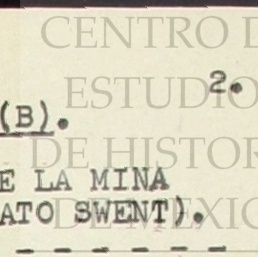 CENTRO D
2.
ESTUDIO
(B).
DE HISTOR
E LA MINA
ATO SWENT).
DE MEXIC
- - - - - -